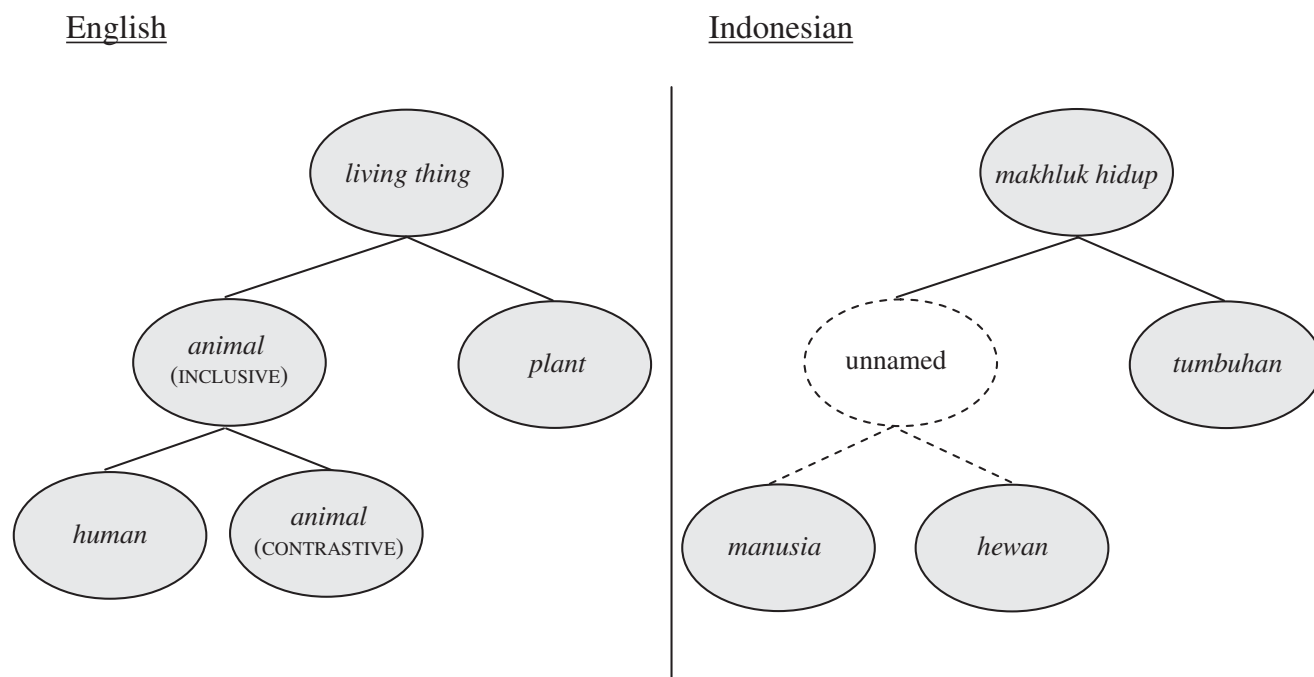 English
living thing
animal
(INCLUSIVE)
plant
human
animal
(CONTRASTIVE)
Indonesian
makhluk hidup
unnamed
tumbuhan
manusia
hewan